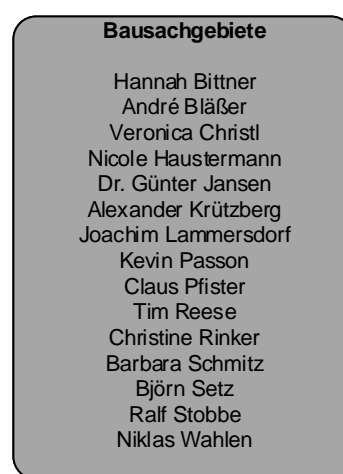 Bausachgebiete
Hannah Bittner
André Bläßer
Veronica Christl
Nicole Haustermann
Dr. Günter Jansen
Alexander Krützberg
Joachim Lammersdorf
Kevin Passon
Claus Pfister
Tim Reese
Christine Rinker
Barbara Schmitz
Björn Setz
Ralf Stobbe
Niklas Wahlen